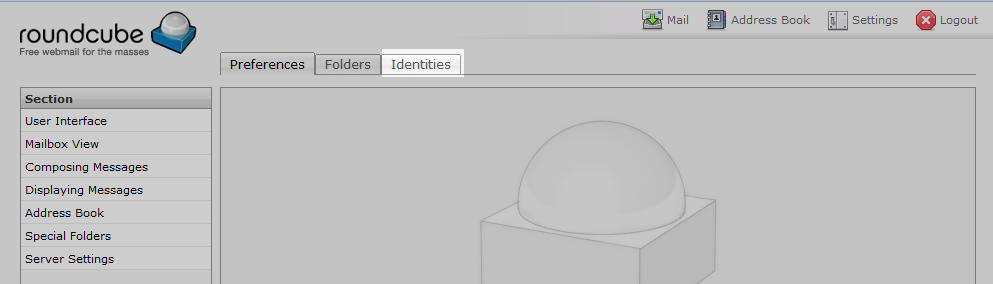 roundcube
Free webmail for the masses
Mail Address Book Settings Logout
Preferences Folders Identities
Section
User Interface
Mailbox View
Composing Messages
Displaying Messages
Address Book
Special Folders
Server Settings